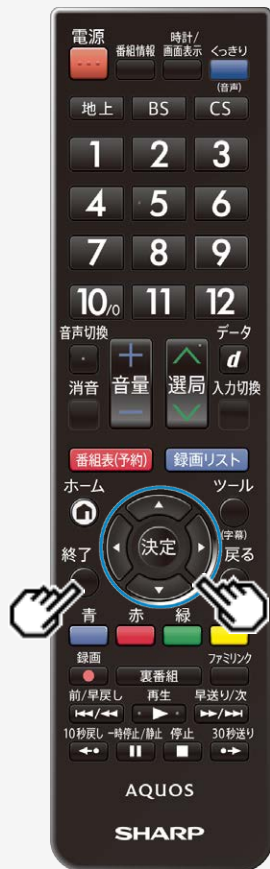 電源
番組情報
時計/
画面表示
くっきり
(音声)
地上 BS CS
1 2 3
4 5 6
7 8 9
10/0 11 12
音声切換
データ
d
消音 音量 選局 入力切換
番組表(予約) 録画リスト
ホーム ツール
(字幕)
決定
終了 戻る
青 赤 緑
録画 裏番組 ファミリンク
前/早戻し 再生 早送り/次
10秒戻し 一時停止/静止 停止 30秒送り
AQUOS
SHARP